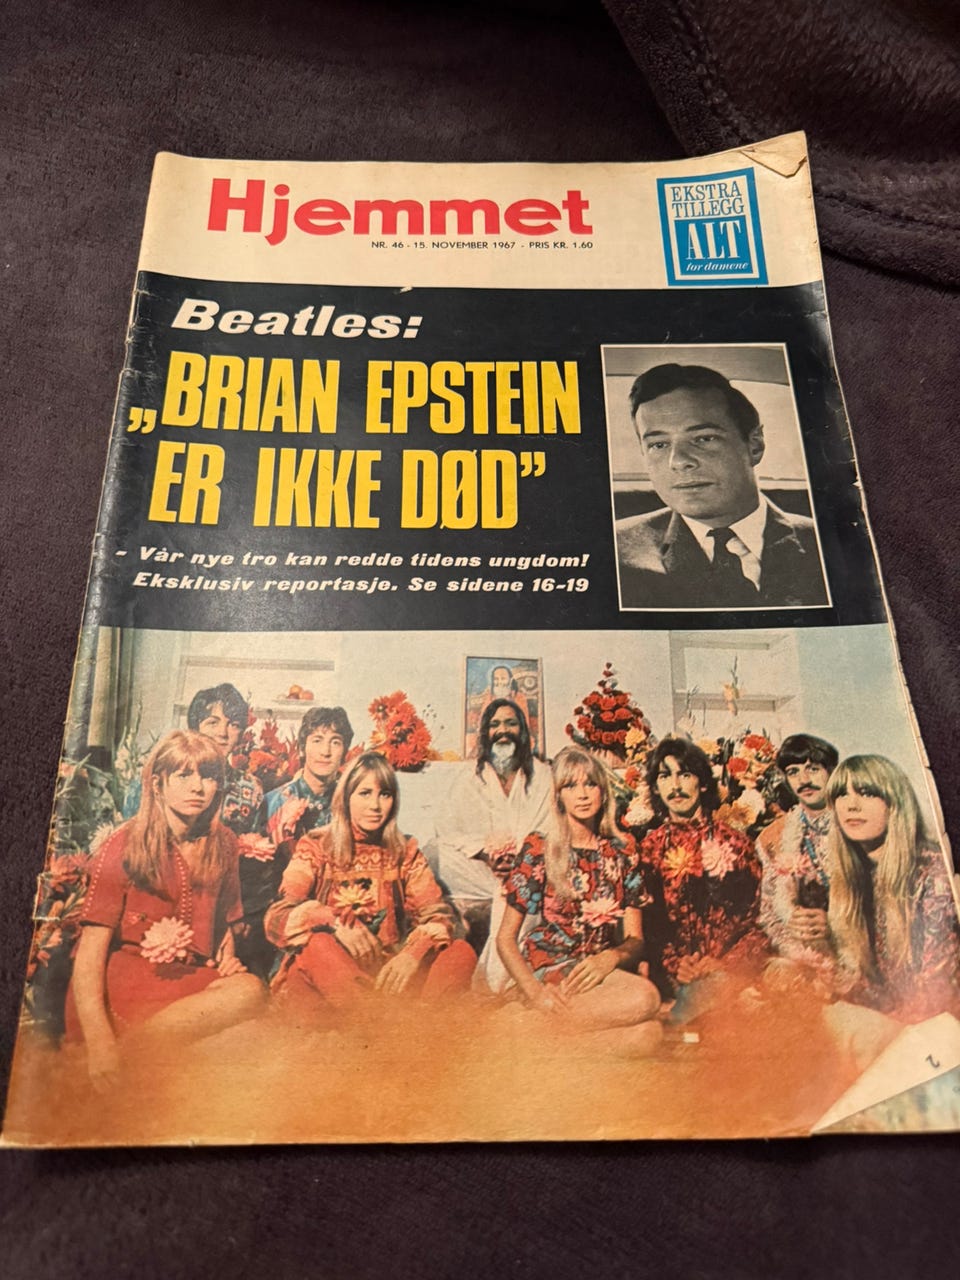 Hjemmet
NR. 46 - 15. NOVEMBER 1967 - PRIS KR. 1.60
EKSTRA
TILLEGG
ALT
for damene
Beatles:
„BRIAN EPSTEIN
ER IKKE DØD”
- Vår nye tro kan redde tidens ungdom!
Eksklusiv reportasje. Se sidene 16-19
2